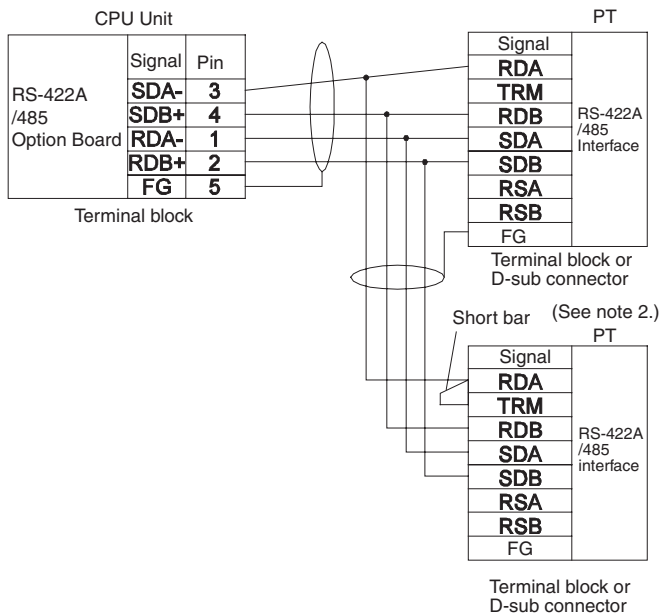 CPU Unit
Signal Pin
RS-422A
/485
Option Board
SDA- 3
SDB+ 4
RDA- 1
RDB+ 2
FG 5
Terminal block
PT
Signal
RDA
TRM
RDB
SDA
SDB
RSA
RSB
FG
RS-422A
/485
Interface
Terminal block or
D-sub connector
Short bar
(See note 2.)
PT
Signal
RDA
TRM
RDB
SDA
SDB
RSA
RSB
FG
RS-422A
/485
interface
Terminal block or
D-sub connector